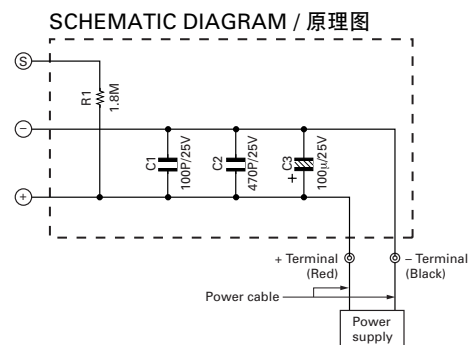 SCHEMATIC DIAGRAM / 原理图
S
R1
1.8M
−
C1
100P/25V
C2
470P/25V
C3
100µ/25V
+
+
+ Terminal
(Red)
− Terminal
(Black)
Power cable
Power
supply